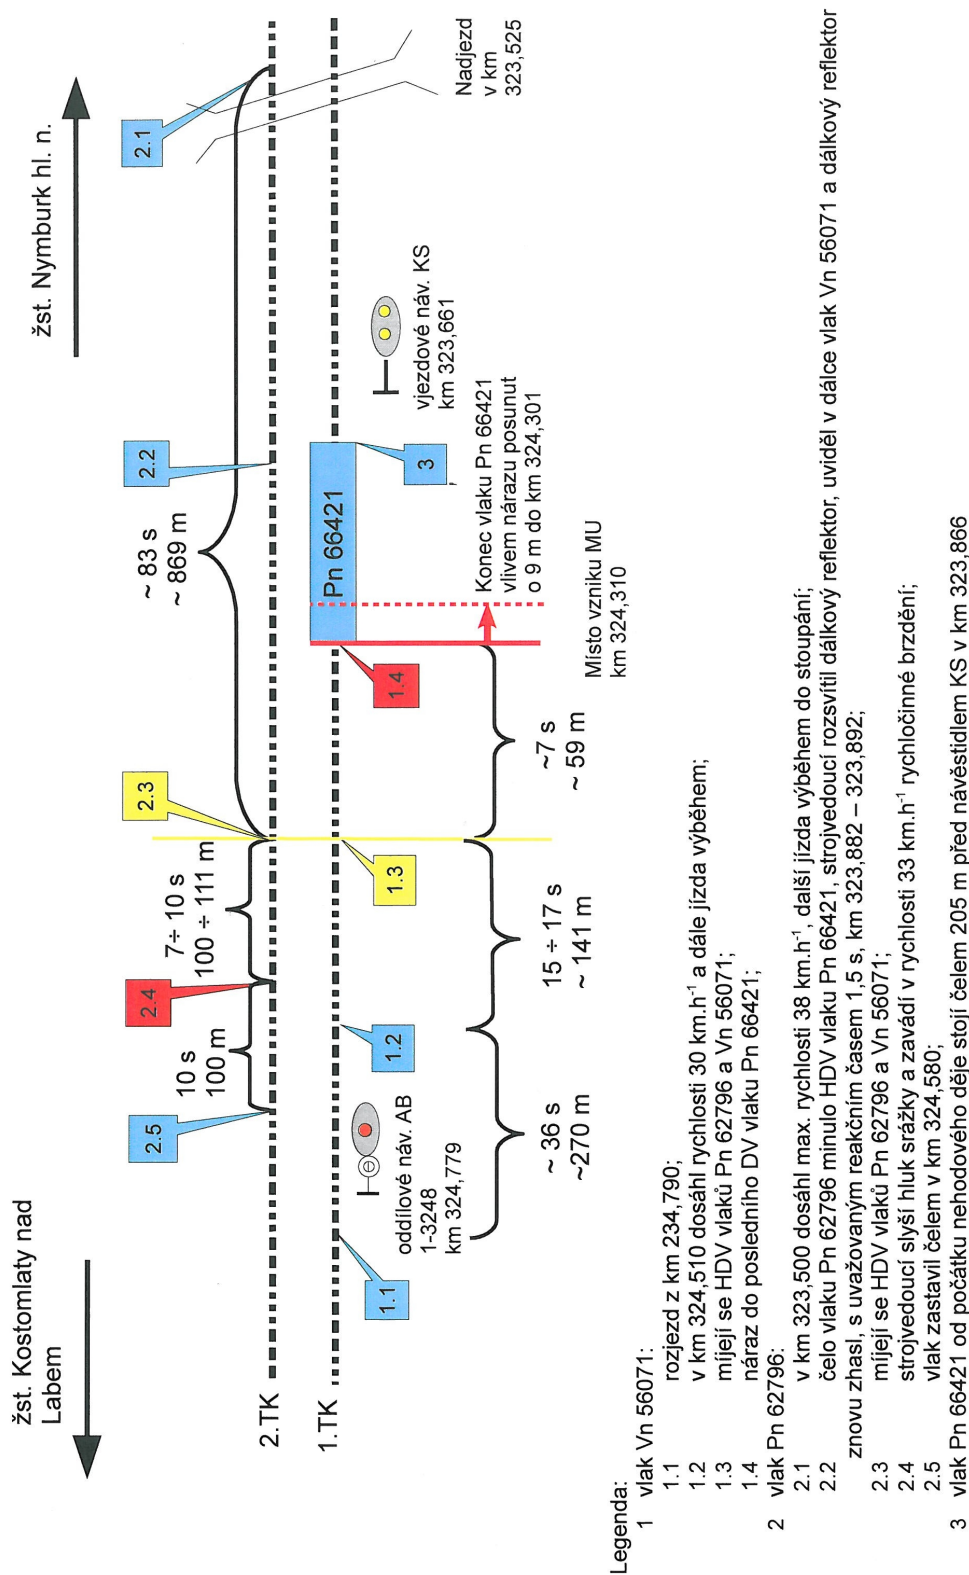 žst. Kostomlaty nad
Labem
žst. Nymburk hl. n.
2.1
2.2
2.3
2.4
2.5
~ 83 s
~ 869 m
7÷ 10 s
100 ÷ 111 m
10 s
100 m
Nadjezd
v km
323,525
2.TK
1.TK
Pn 66421
1.1
1.2
1.3
1.4
3
,
oddílové náv. AB
1-3248
km 324,779
vjezdové náv. KS
km 323,661
Konec vlaku Pn 66421
vlivem nárazu posunut
o 9 m do km 324,301
Místo vzniku MU
km 324,310
~ 36 s
~270 m
15 ÷ 17 s
~ 141 m
~7 s
~ 59 m
Legenda:
1 vlak Vn 56071:
1.1 rozjezd z km 234,790;
1.2 v km 324,510 dosáhl rychlosti 30 km.h⁻¹ a dále jízda výběhem;
1.3 míjejí se HDV vlaků Pn 62796 a Vn 56071;
1.4 náraz do posledního DV vlaku Pn 66421;
2 vlak Pn 62796:
2.1 v km 323,500 dosáhl max. rychlosti 38 km.h⁻¹, další jízda výběhem do stoupání;
2.2 čelo vlaku Pn 62796 minulo HDV vlaku Pn 66421, strojvedoucí rozsvítil dálkový reflektor, uviděl v dálce vlak Vn 56071 a dálkový reflektor
znovu zhasl, s uvažovaným reakčním časem 1,5 s, km 323,882 – 323,892;
2.3 míjejí se HDV vlaků Pn 62796 a Vn 56071;
2.4 strojvedoucí slyší hluk srážky a zavádí v rychlosti 33 km.h⁻¹ rychločinné brzdění;
2.5 vlak zastavil čelem v km 324,580;
3 vlak Pn 66421 od počátku nehodového děje stojí čelem 205 m před návěstidlem KS v km 323,866